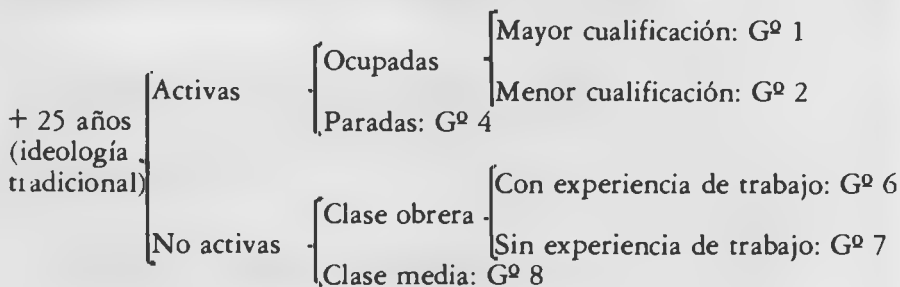 Mayor cualificación: Gº 1
Ocupadas
Activas
Menor cualificación: Gº 2
+ 25 años
Paradas: Gº 4
(ideología
tradicional)
Con experiencia de trabajo: Gº 6
Clase obrera
No activas
Sin experiencia de trabajo: Gº 7
Clase media: Gº 8